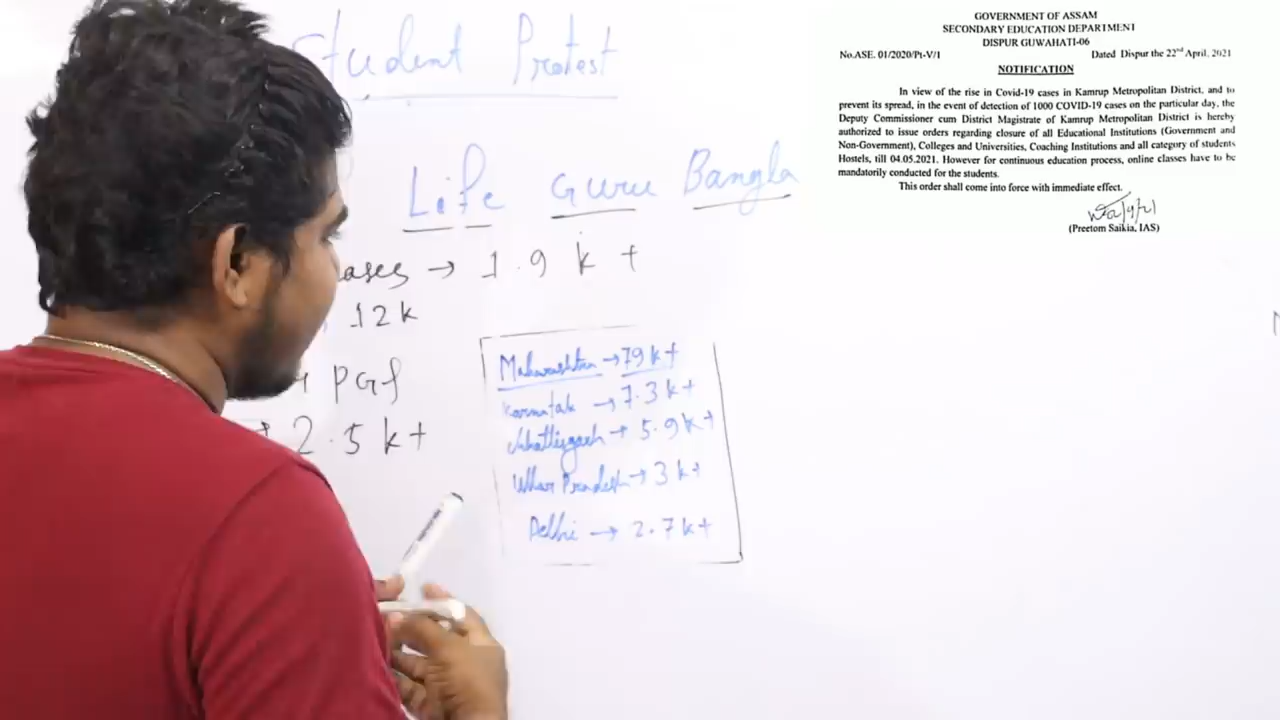 Student Protest
Life Guru Bangla
ases → 1.9 k +
12k
PGf
→ 2.5 k+
Maharashtra → 79 k+
Karnatak → 7.3 k+
Chhattisgarh → 5.9 k+
Uttar Pradesh → 3 k+
Delhi → 2.7 k+
GOVERNMENT OF ASSAM
SECONDARY EDUCATION DEPARTMENT
DISPUR GUWAHATI-06
No.ASE. 01/2020/Pt-V/1 Dated Dispur the 22nd April, 2021
NOTIFICATION
In view of the rise in Covid-19 cases in Kamrup Metropolitan District, and to
prevent its spread, in the event of detection of 1000 COVID-19 cases on the particular day, the
Deputy Commissioner cum District Magistrate of Kamrup Metropolitan District is hereby
authorized to issue orders regarding closure of all Educational Institutions (Government and
Non-Government), Colleges and Universities, Coaching Institutions and all category of students
Hostels, till 04.05.2021. However for continuous education process, online classes have to be
mandatorily conducted for the students.
This order shall come into force with immediate effect.
(Preetom Saikia, IAS)